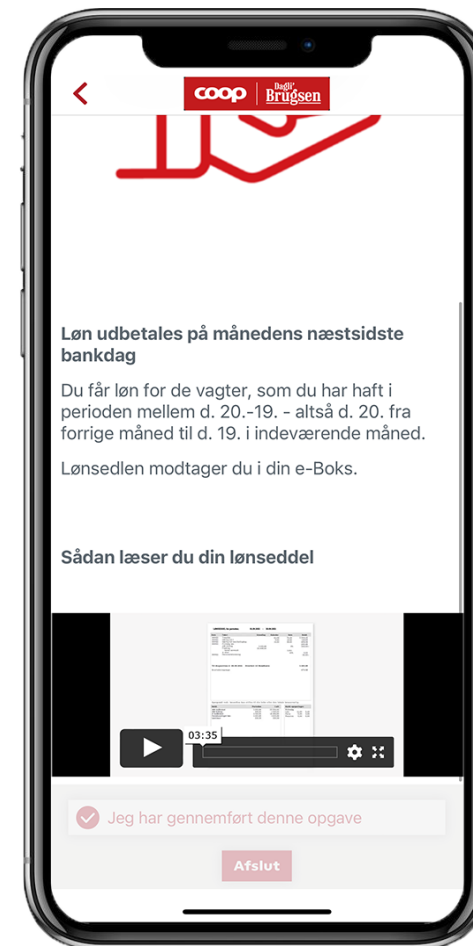 coop
Dagli'
Brugsen
Løn udbetales på månedens næstsidste
bankdag
Du får løn for de vagter, som du har haft i
perioden mellem d. 20.-19. - altså d. 20. fra
forrige måned til d. 19. i indeværende måned.
Lønsedlen modtager du i din e-Boks.
Sådan læser du din lønseddel
03:35
Jeg har gennemført denne opgave
Afslut